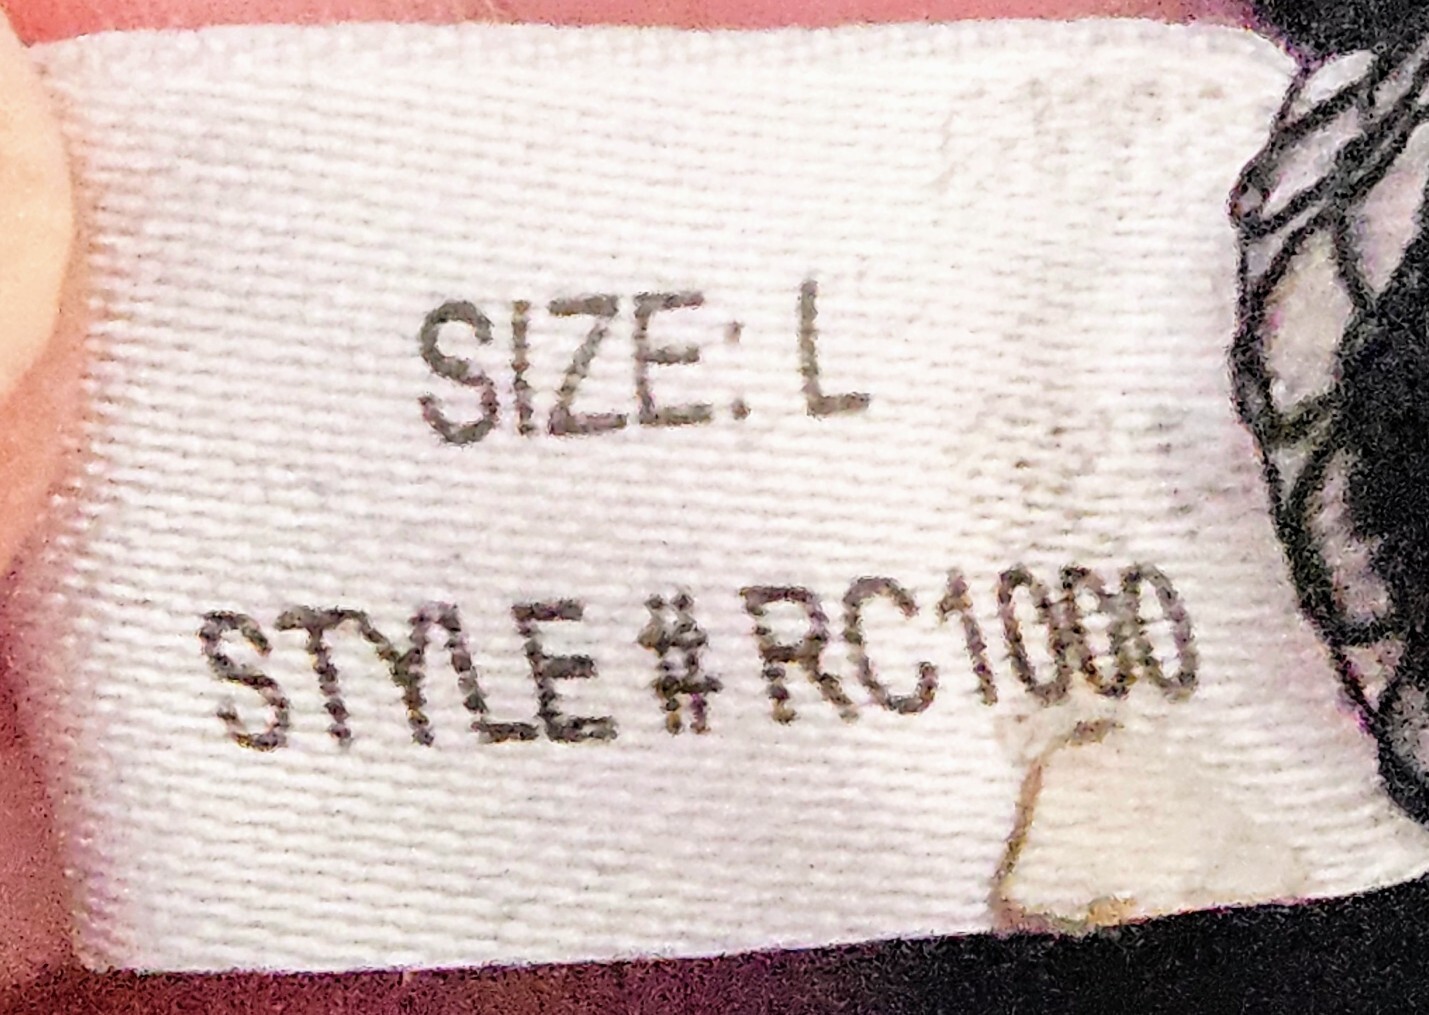 SIZE: L
STYLE # RC1000